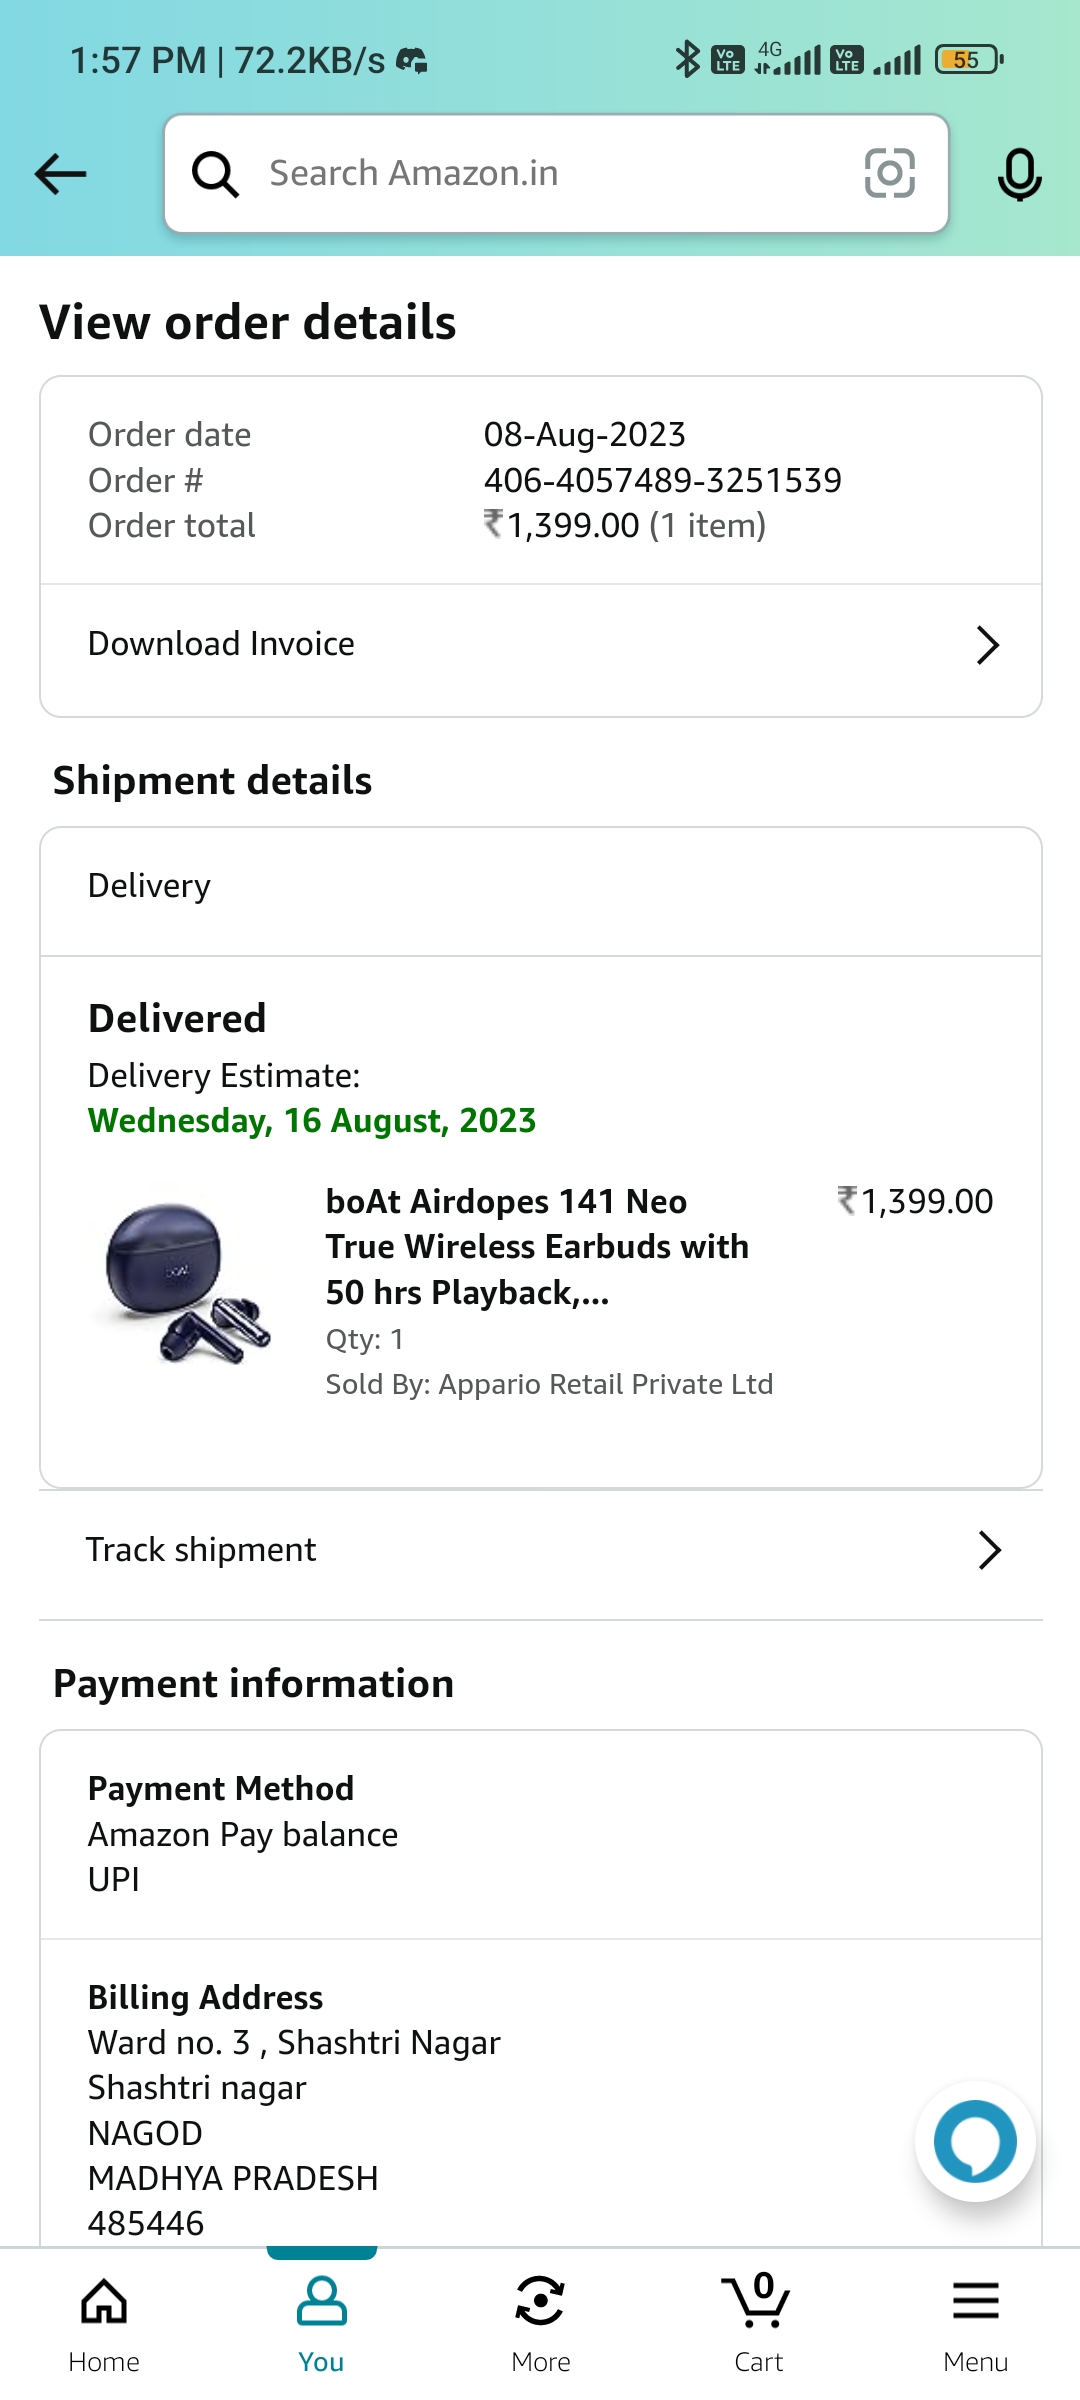 1:57 PM | 72.2KB/s
Vo LTE 4G Vo LTE 55
Search Amazon.in
View order details
Order date 08-Aug-2023
Order # 406-4057489-3251539
Order total ₹1,399.00 (1 item)
Download Invoice
Shipment details
Delivery
Delivered
Delivery Estimate:
Wednesday, 16 August, 2023
boAt Airdopes 141 Neo ₹1,399.00
True Wireless Earbuds with
50 hrs Playback,...
Qty: 1
Sold By: Appario Retail Private Ltd
Track shipment
Payment information
Payment Method
Amazon Pay balance
UPI
Billing Address
Ward no. 3 , Shashtri Nagar
Shashtri nagar
NAGOD
MADHYA PRADESH
485446
0
Home You More Cart Menu